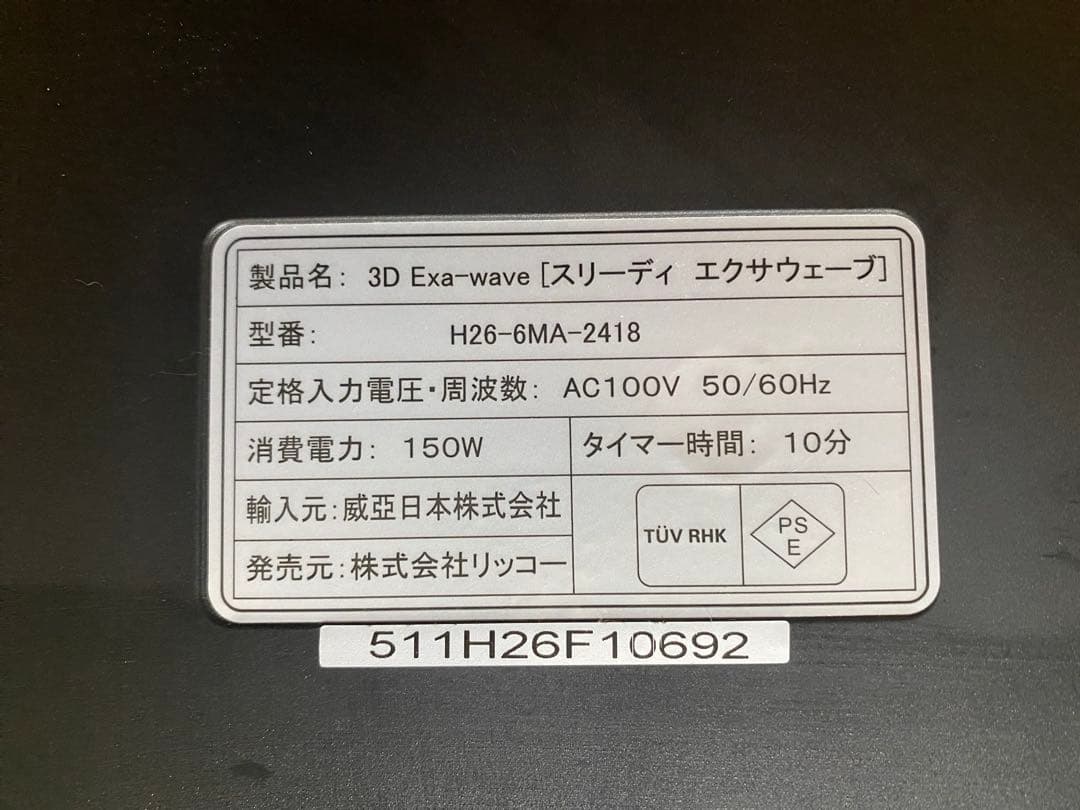 製品名: 3D Exa-wave [スリーディ エクサウェーブ]
型番: H26-6MA-2418
定格入力電圧・周波数: AC100V 50/60Hz
消費電力: 150W
タイマー時間: 10分
輸入元:威亞日本株式会社
発売元:株式会社リッコー
TÜV RHK
PS
E
511H26F10692